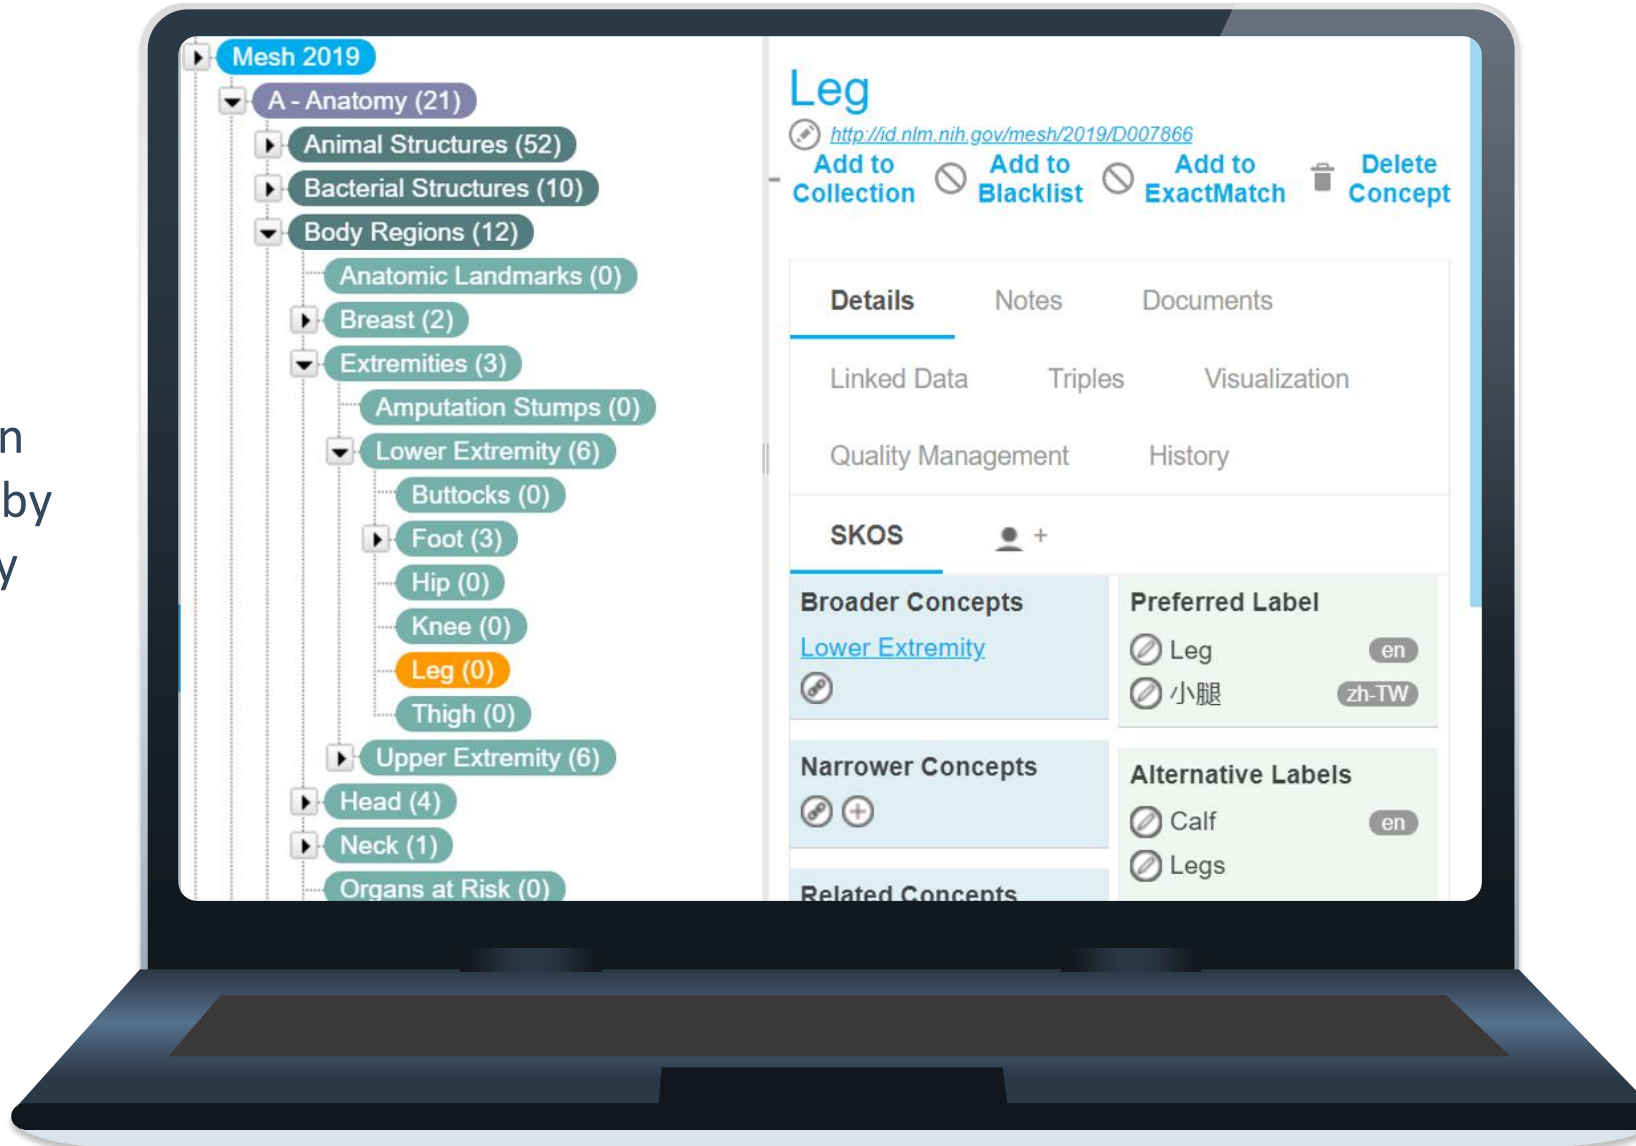 n
by
y
Mesh 2019
A - Anatomy (21)
Animal Structures (52)
Bacterial Structures (10)
Body Regions (12)
Anatomic Landmarks (0)
Breast (2)
Extremities (3)
Amputation Stumps (0)
Lower Extremity (6)
Buttocks (0)
Foot (3)
Hip (0)
Knee (0)
Leg (0)
Thigh (0)
Upper Extremity (6)
Head (4)
Neck (1)
Organs at Risk (0)
Leg
http://id.nlm.nih.gov/mesh/2019/D007866
Add to Collection
Add to Blacklist
Add to ExactMatch
Delete Concept
Details Notes Documents
Linked Data Triples Visualization
Quality Management History
SKOS +
Broader Concepts
Lower Extremity
Narrower Concepts
Related Concepts
Preferred Label
Leg en
小腿 zh-TW
Alternative Labels
Calf en
Legs